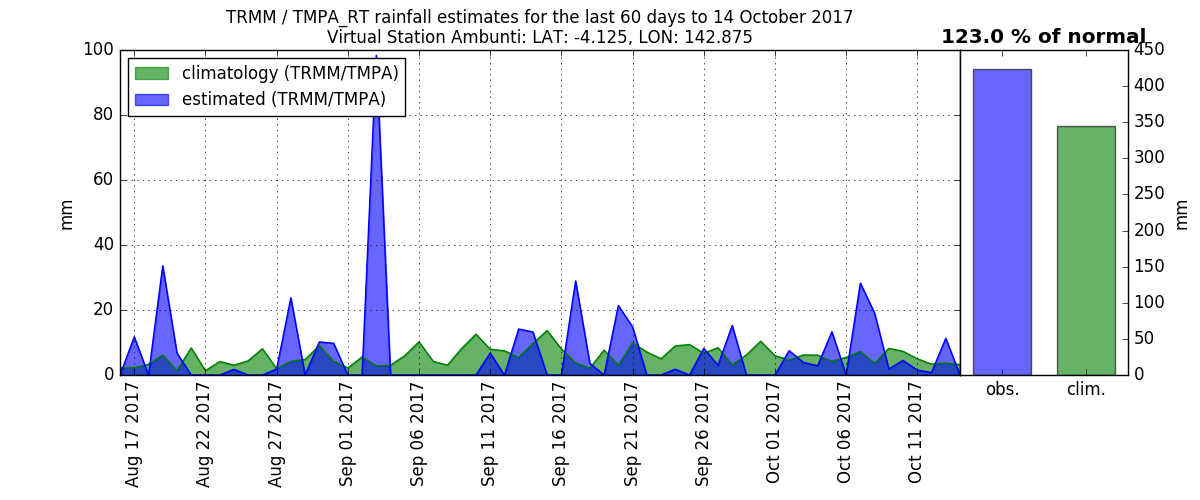 TRMM / TMPA_RT rainfall estimates for the last 60 days to 14 October 2017
Virtual Station Ambunti: LAT: -4.125, LON: 142.875
123.0 % of normal
climatology (TRMM/TMPA)
estimated (TRMM/TMPA)
mm
100
80
60
40
20
0
Aug 17 2017
Aug 22 2017
Aug 27 2017
Sep 01 2017
Sep 06 2017
Sep 11 2017
Sep 16 2017
Sep 21 2017
Sep 26 2017
Oct 01 2017
Oct 06 2017
Oct 11 2017
450
400
350
300
250
200
150
100
50
0
mm
obs.
clim.